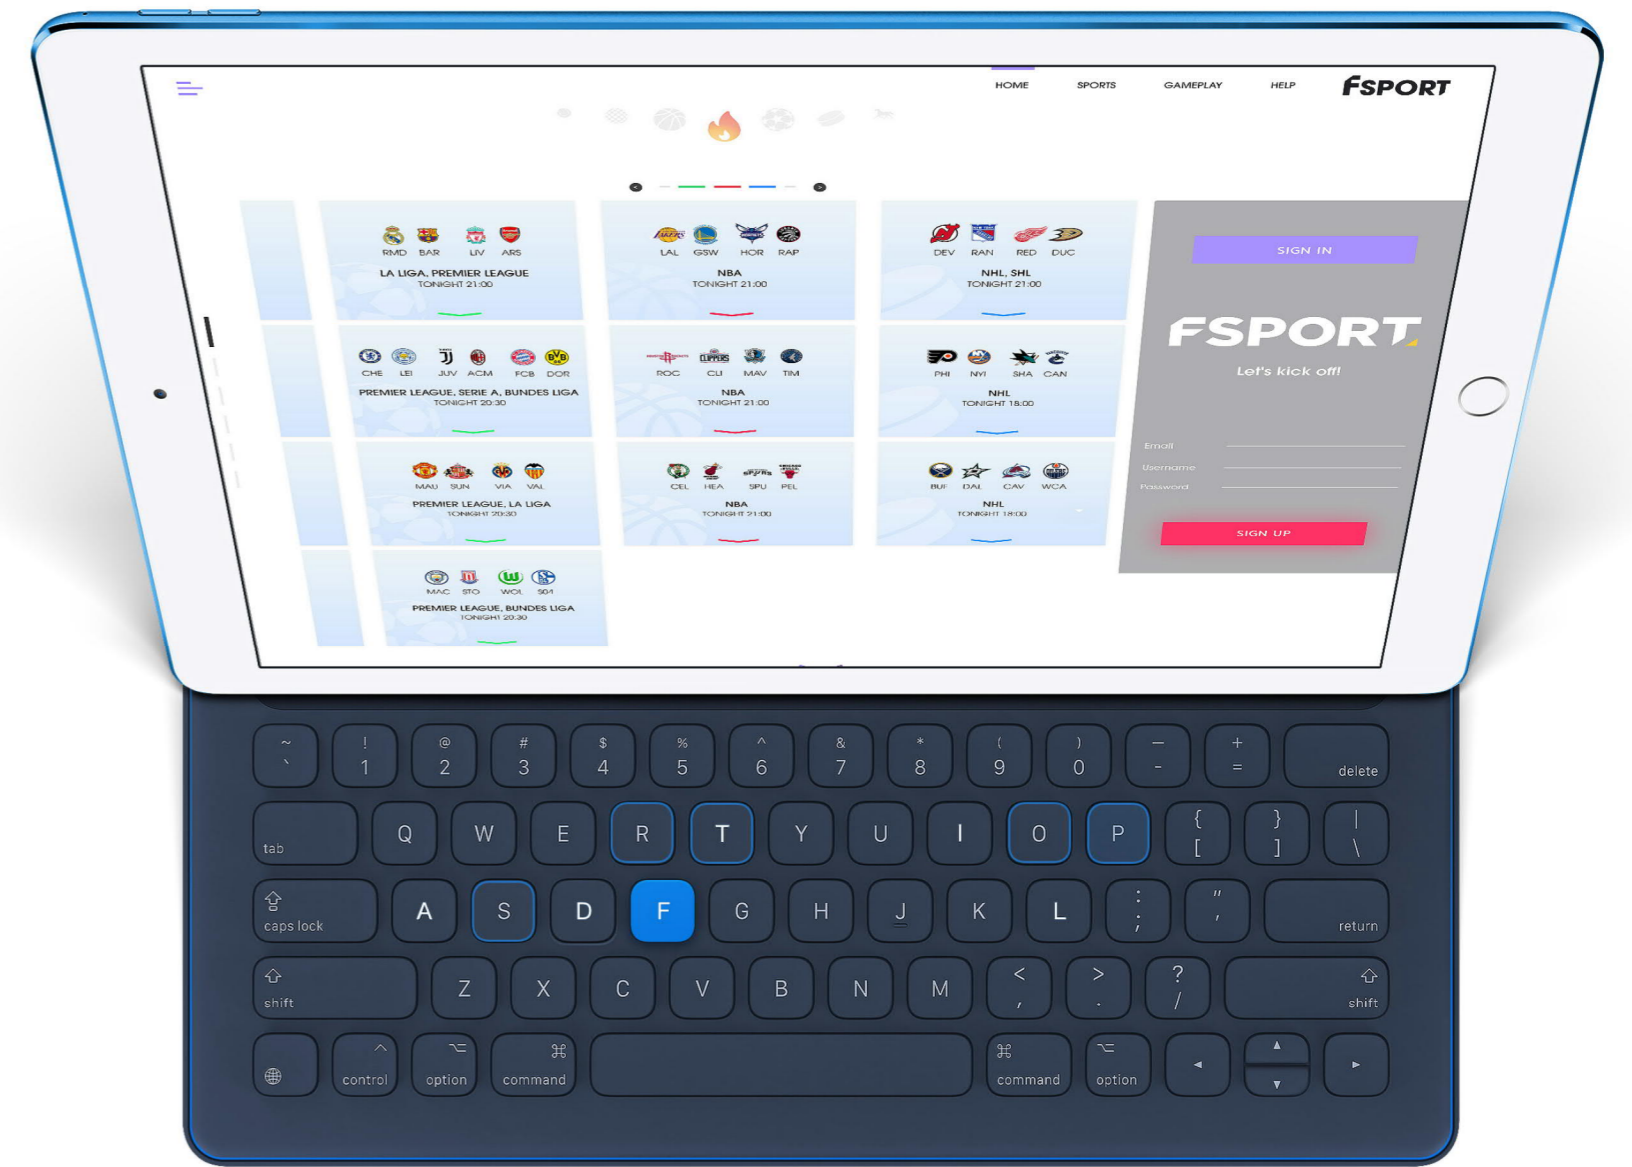 HOME SPORTS GAMEPLAY HELP FSPORT
RMD BAR LIV ARS
LA LIGA, PREMIER LEAGUE
TONIGHT 21:00
LAL GSW HOR RAP
NBA
TONIGHT 21:00
DEV RAN RED DUC
NHL, SHL
TONIGHT 21:00
SIGN IN
FSPORT
Let's kick off!
Email
Username
Password
SIGN UP
CHE LEI JUV ACM FCB DOR
PREMIER LEAGUE, SERIE A, BUNDES LIGA
TONIGHT 20:30
ROC CLI MAV TIM
NBA
TONIGHT 21:00
PHI NYI SHA CAN
NHL
TONIGHT 18:00
MAU SUN VIA VAL
PREMIER LEAGUE, LA LIGA
TONIGHT 20:30
CEL HEA SPU PEL
NBA
TONIGHT 21:00
BUF DAL CAV WCA
NHL
TONIGHT 18:00
MAC STO WOL S04
PREMIER LEAGUE, BUNDES LIGA
TONIGHT 20:30
~ ! @ # $ % ^ & * ( ) — +
` 1 2 3 4 5 6 7 8 9 0 - = delete
tab Q W E R T Y U I O P { [ } ] | \
caps lock A S D F G H J K L : ; " ' return
shift Z X C V B N M < , > . ? / shift
control option command command option